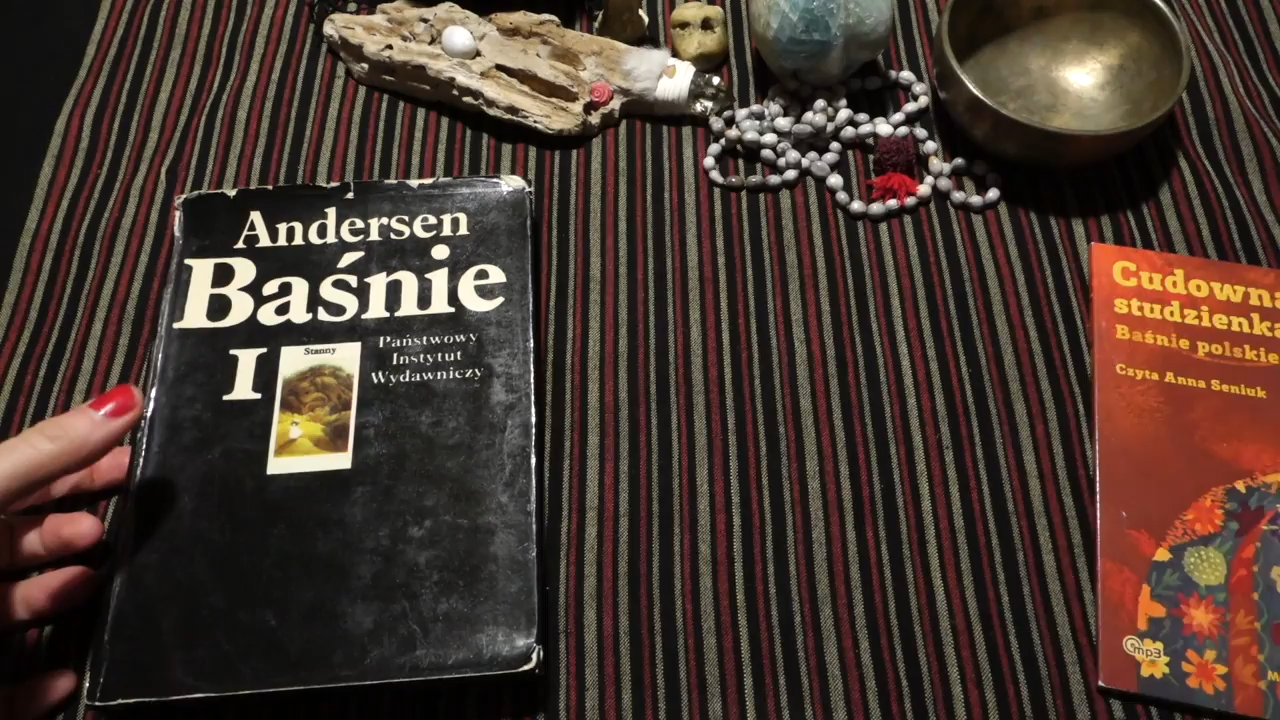 Andersen
Baśnie
I
Stanny
Państwowy
Instytut
Wydawniczy
Cudowna
studzienka
Baśnie polskie
Czyta Anna Seniuk
mp3
M